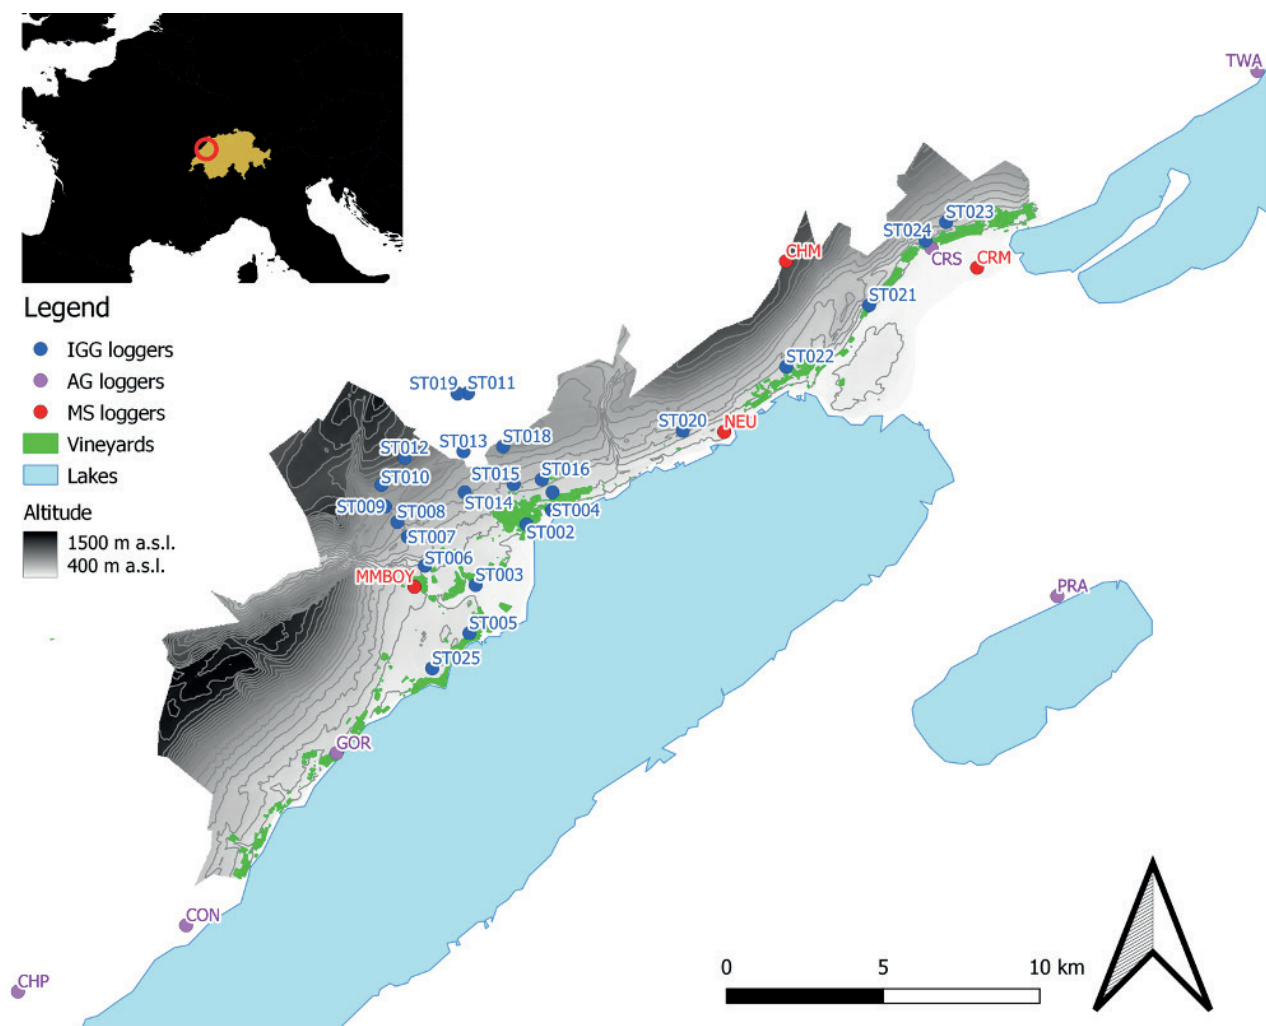 TWA
ST023
ST024
CRS
CHM
CRM
Legend
ST021
IGG loggers
ST022
AG loggers
ST019
ST011
MS loggers
ST020
NEU
Vineyards
ST012
ST013
ST018
Lakes
ST010
ST015
ST016
ST009
ST008
ST014
ST004
Altitude
ST002
1500 m a.s.l.
ST007
400 m a.s.l.
ST006
MMBOY
ST003
PRA
ST005
ST025
GOR
CON
0
5
10 km
CHP